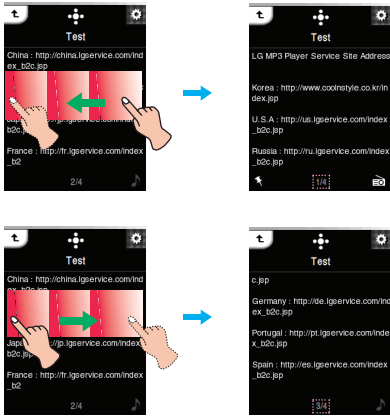 Test
China : http://china.lgservice.com/ind
ex_b2c.jsp
France : http://fr.lgservice.com/index
_b2
2/4
Test
LG MP3 Player Service Site Address
Korea : http://www.coolnstyle.co.kr/in
dex.jsp
U.S.A : http://us.lgservice.com/index
_b2c.jsp
Russia : http://ru.lgservice.com/index
_b2c.jsp
1/4
Test
China : http://china.lgservice.com/ind
ex_b2c.jsp
Japa jp.lgservice.com/index
b2c.js
France : http://fr.lgservice.com/index
_b2
2/4
Test
c.jsp
Germany : http://de.lgservice.com/ind
ex_b2c.jsp
Portugal : http://pt.lgservice.com/inde
x_b2c.jsp
Spain : http://es.lgservice.com/index
_b2c.jsp
3/4